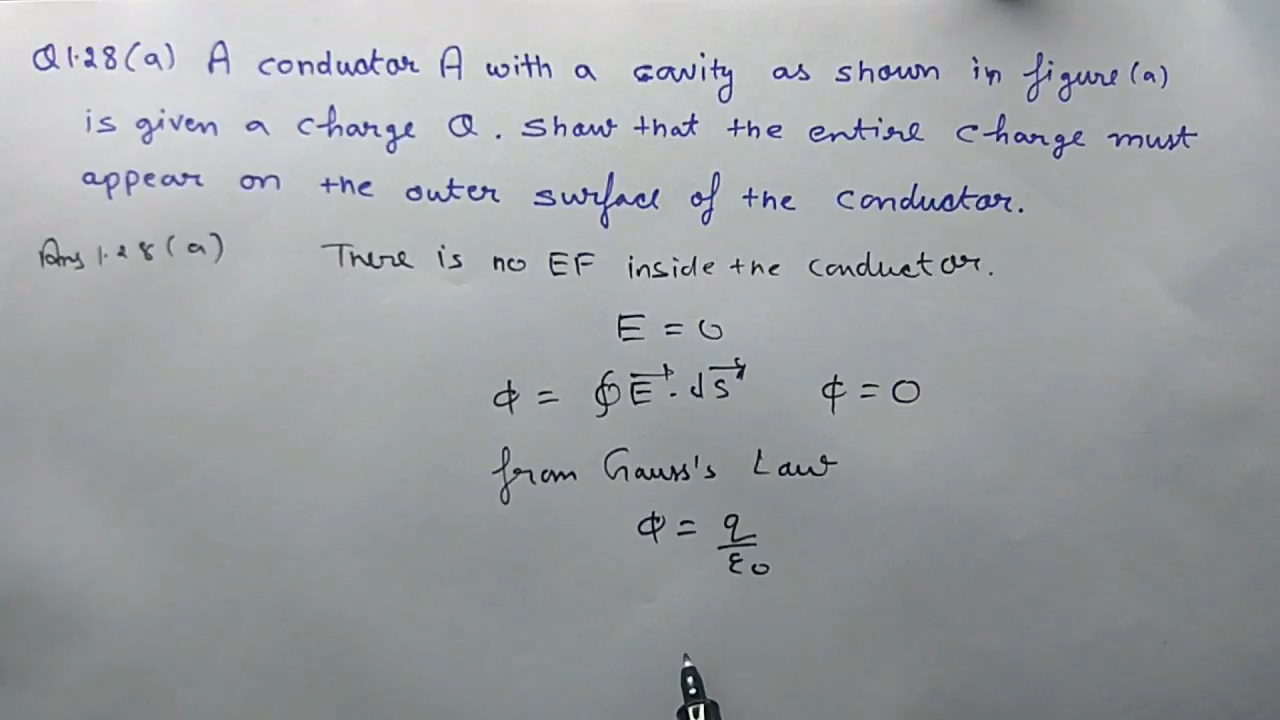 Q1.28(a) A conductor A with a cavity as shown in figure (a)
is given a charge Q. Show that the entire charge must
appear on the outer surface of the conductor.
Ans 1.28(a) There is no EF inside the conductor.
E = 0
ϕ = ∮ E⃗ . dS⃗ ϕ = 0
from Gauss's Law
ϕ = q/ε0